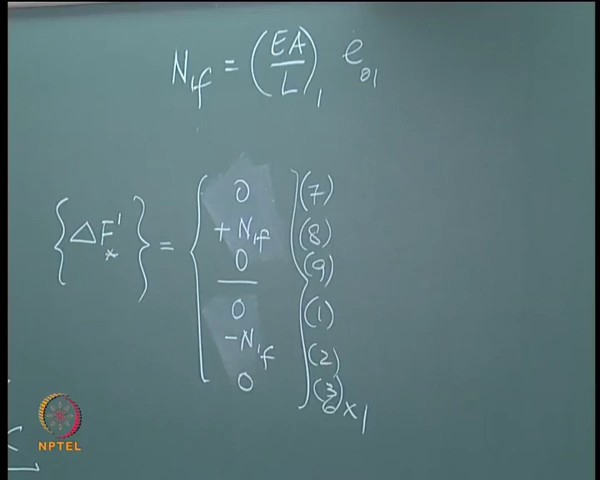 N₁f = (EA/L)₁ e₀₁
{ΔF¹*} =
0 (7)
+N₁f (8)
0 (9)
0 (1)
-N₁f (2)
0 (3)
6×1
C
NPTEL